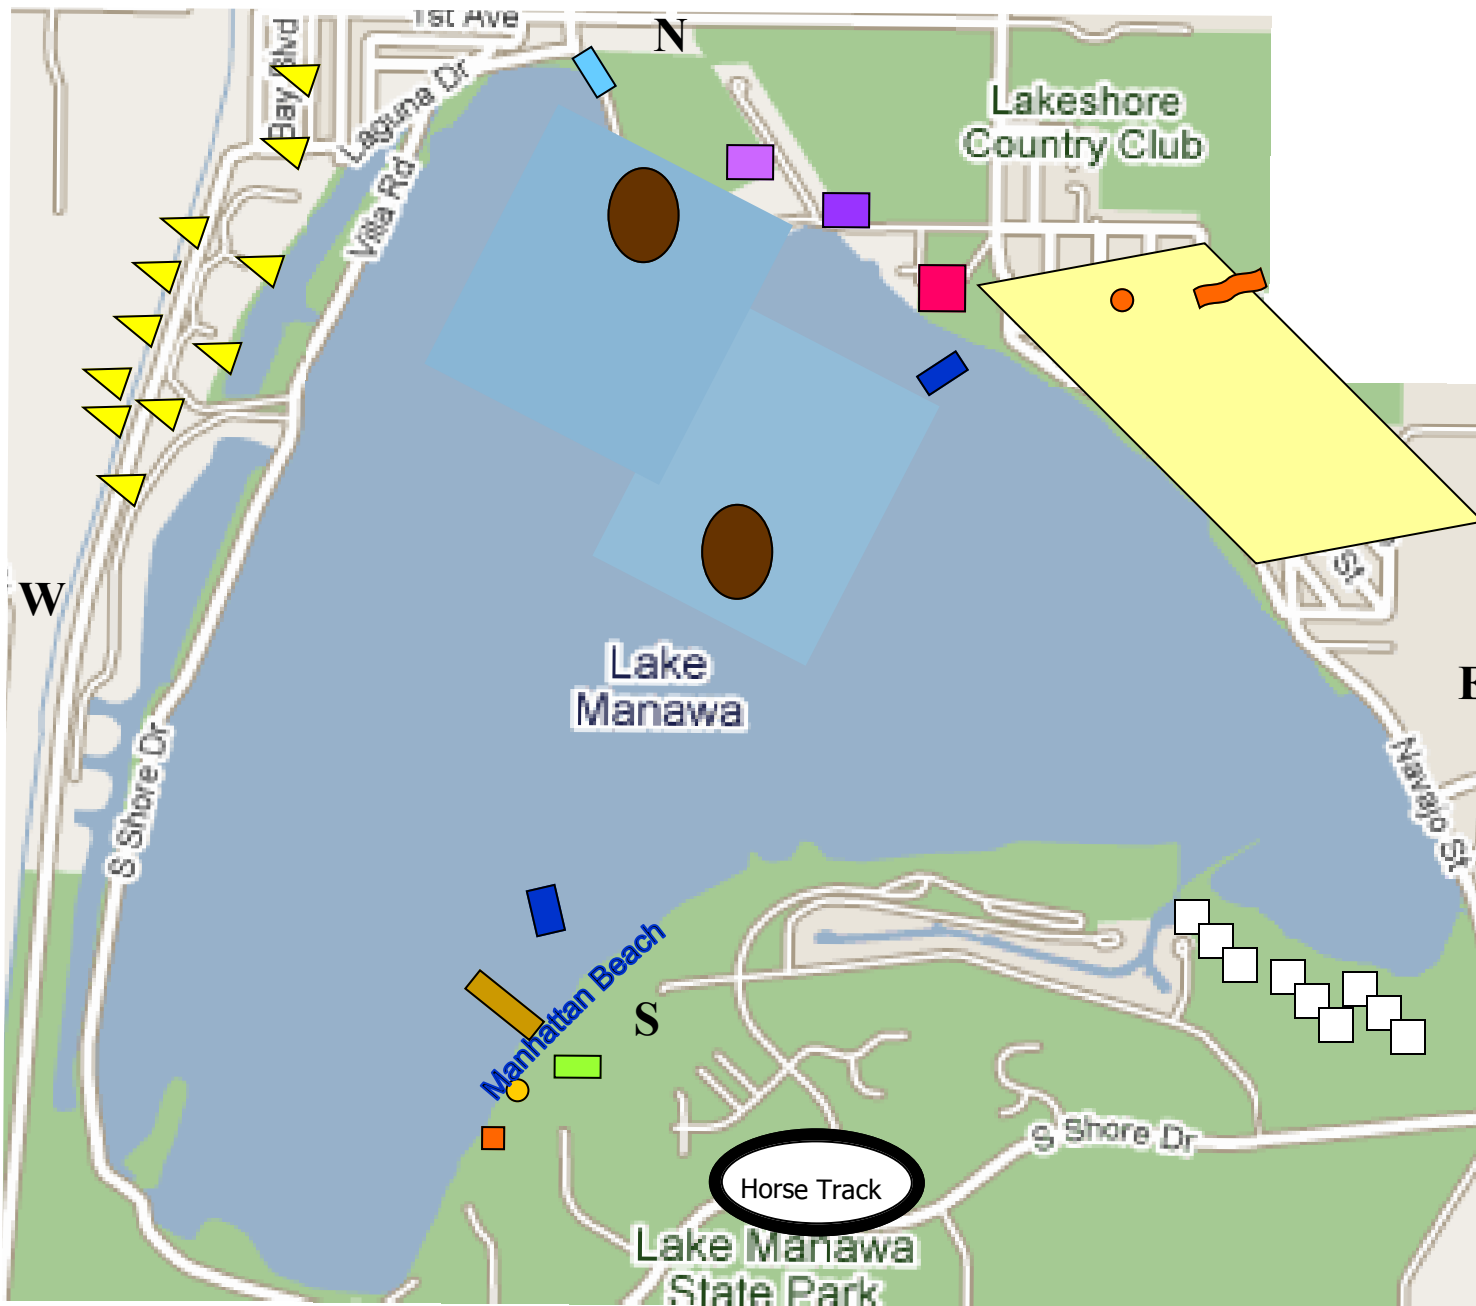 1st Ave
N
Bay Blvd
Laguna Dr
Lakeshore
Country Club
Villa Rd
St
W
Lake
Manawa
E
S Shore Dr
Navajo St
Manhattan Beach
S
S Shore Dr
Horse Track
Lake Manawa
State Park